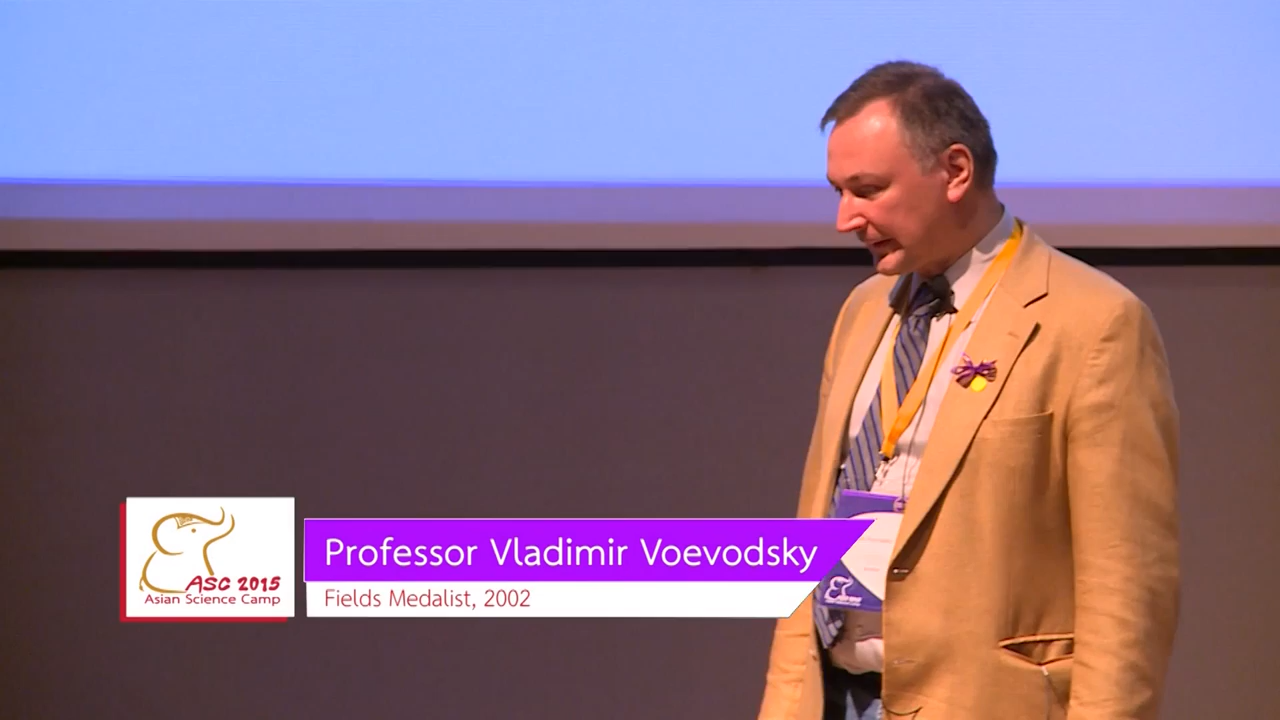 ASC 2015
Asian Science Camp
Professor Vladimir Voevodsky
Fields Medalist, 2002